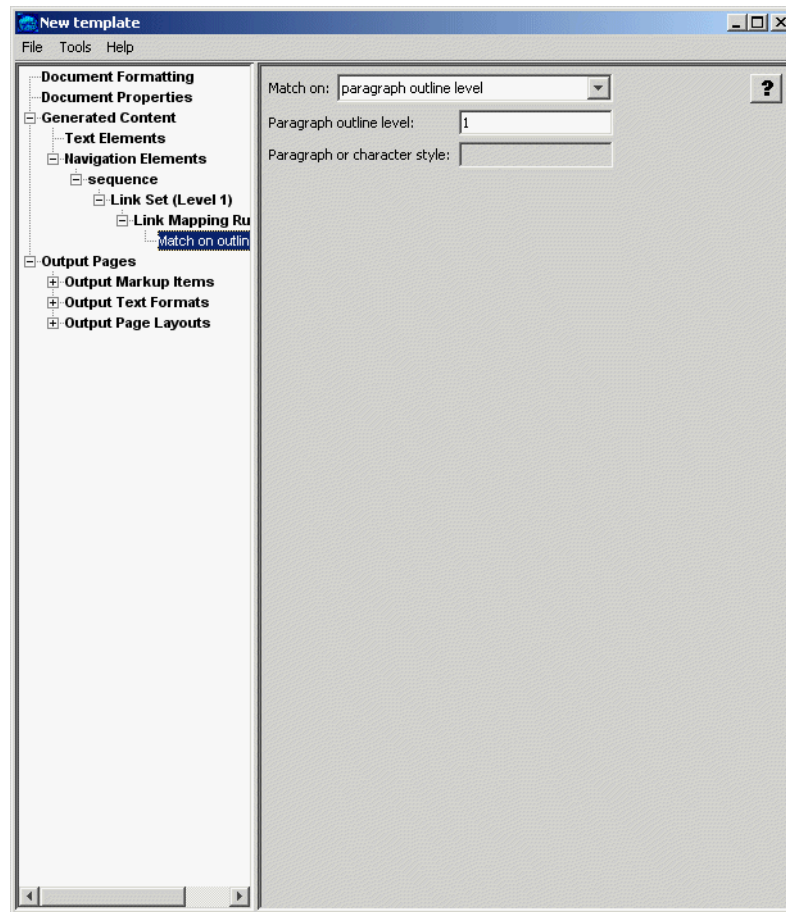 New template
File Tools Help
Document Formatting
Document Properties
Generated Content
Text Elements
Navigation Elements
sequence
Link Set (Level 1)
Link Mapping Ru
Match on outlin
Output Pages
Output Markup Items
Output Text Formats
Output Page Layouts
Match on: paragraph outline level
?
Paragraph outline level: 1
Paragraph or character style: